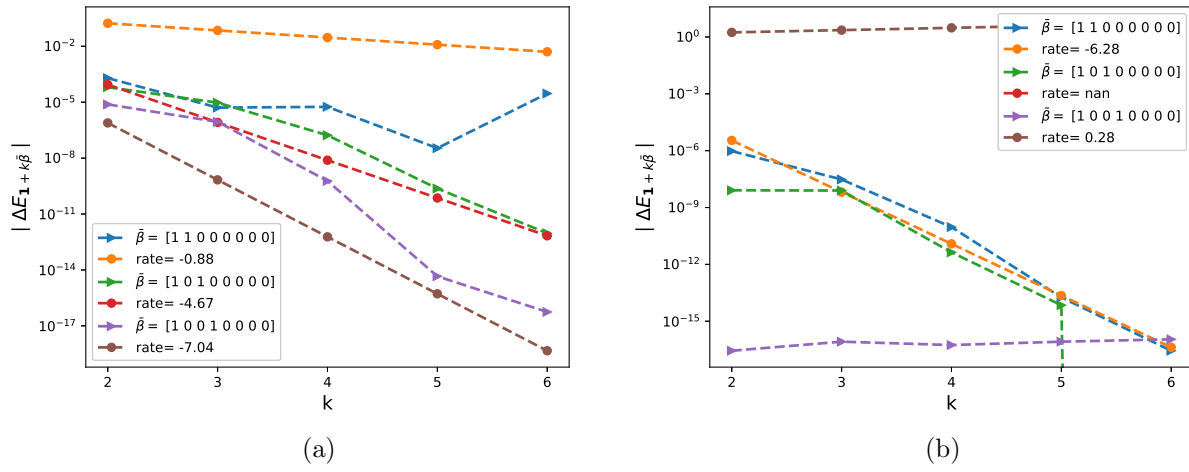 | ΔE_{1 + kβ̄} |
10^{-2}
10^{-5}
10^{-8}
10^{-11}
10^{-14}
10^{-17}
β̄ = [1 1 0 0 0 0 0 0]
rate= -0.88
β̄ = [1 0 1 0 0 0 0 0]
rate= -4.67
β̄ = [1 0 0 1 0 0 0 0]
rate= -7.04
2 3 4 5 6
k
(a)
| ΔE_{1 + kβ̄} |
10^{0}
10^{-3}
10^{-6}
10^{-9}
10^{-12}
10^{-15}
β̄ = [1 1 0 0 0 0 0 0]
rate= -6.28
β̄ = [1 0 1 0 0 0 0 0]
rate= nan
β̄ = [1 0 0 1 0 0 0 0]
rate= 0.28
2 3 4 5 6
k
(b)